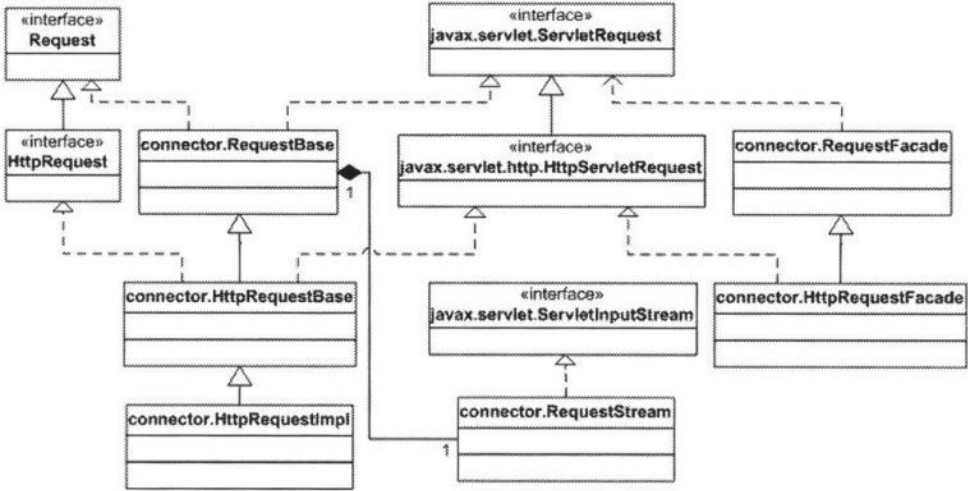 «interface»
Request
«interface»
javax.servlet.ServletRequest
«interface»
HttpRequest
connector.RequestBase
«interface»
javax.servlet.http.HttpServletRequest
connector.RequestFacade
1
connector.HttpRequestBase
«interface»
javax.servlet.ServletInputStream
connector.HttpRequestFacade
connector.HttpRequestImpl
connector.RequestStream
1